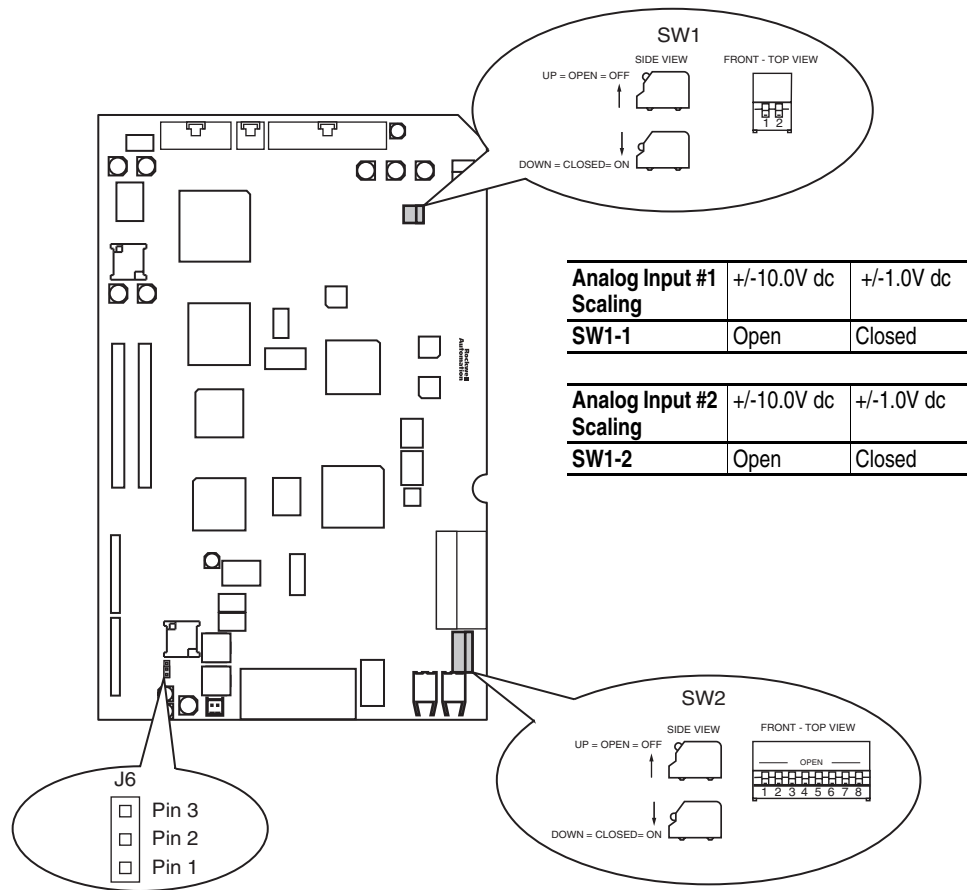 SW1
SIDE VIEW
FRONT - TOP VIEW
UP = OPEN = OFF
1 2
DOWN = CLOSED= ON
Analog Input #1 Scaling +/-10.0V dc +/-1.0V dc
SW1-1 Open Closed
Rockwell
Automation
Analog Input #2 Scaling +/-10.0V dc +/-1.0V dc
SW1-2 Open Closed
SW2
SIDE VIEW
FRONT - TOP VIEW
UP = OPEN = OFF
OPEN
1 2 3 4 5 6 7 8
DOWN = CLOSED= ON
J6
Pin 3
Pin 2
Pin 1